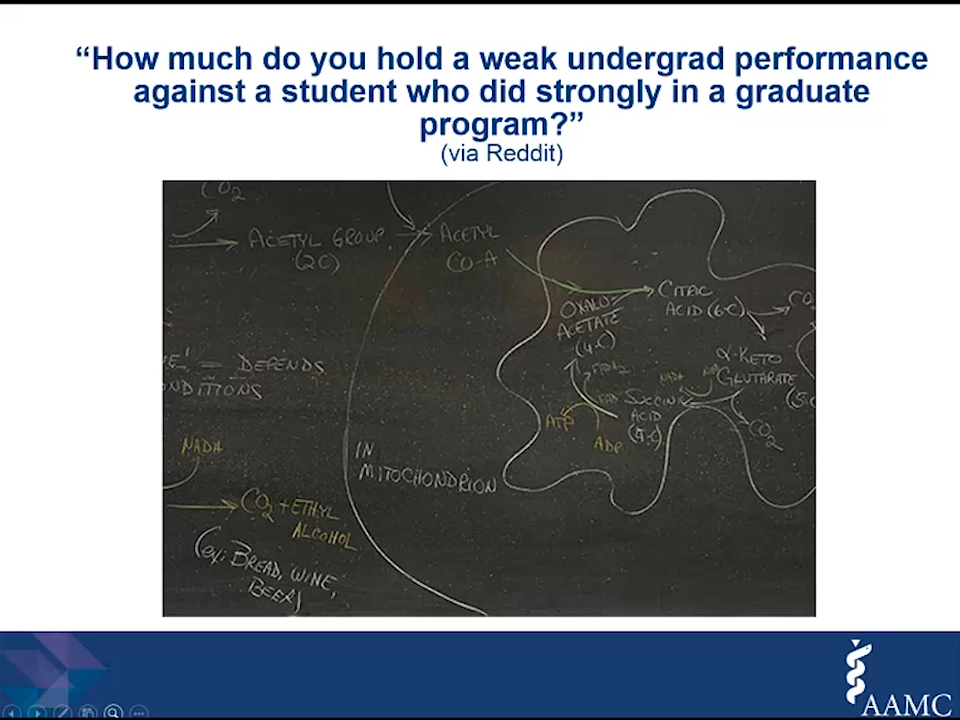 “How much do you hold a weak undergrad performance
against a student who did strongly in a graduate
program?”
(via Reddit)
CO2
ACETYL GROUP
(2C)
ACETYL
CO-A
OXALO
ACETATE
(4-C)
CITRIC
ACID (6-C)
CO2
α-KETO
GLUTARATE
SUCCINIC
ACID
(4-C)
CO2
ATP
ADP
= DEPENDS
NADH
IN
MITOCHONDRION
CO2 + ETHYL
ALCOHOL
(ex: BREAD, WINE,
BEER)
AAMC